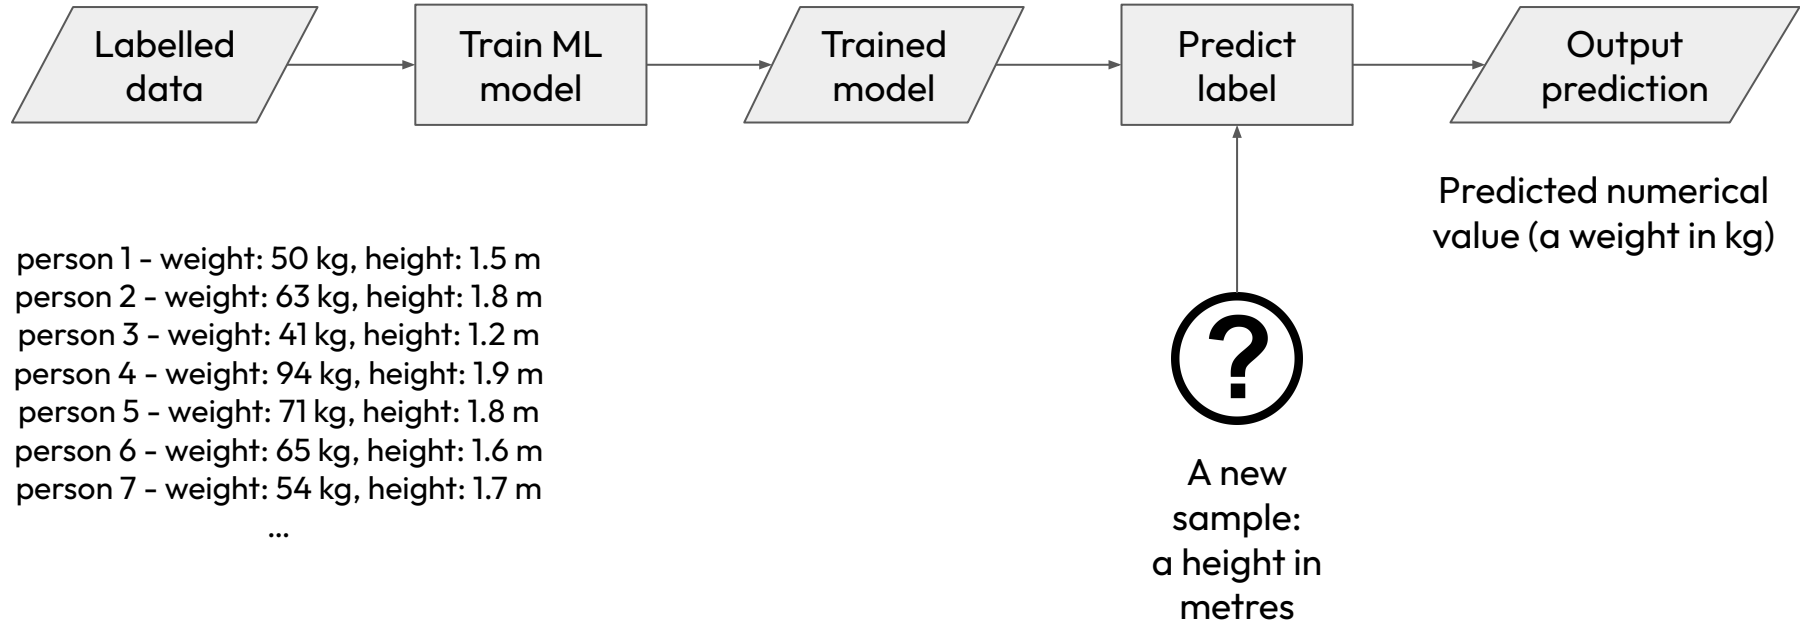 Labelled
data
Train ML
model
Trained
model
Predict
label
Output
prediction
Predicted numerical
value (a weight in kg)
person 1 - weight: 50 kg, height: 1.5 m
person 2 - weight: 63 kg, height: 1.8 m
person 3 - weight: 41 kg, height: 1.2 m
person 4 - weight: 94 kg, height: 1.9 m
person 5 - weight: 71 kg, height: 1.8 m
person 6 - weight: 65 kg, height: 1.6 m
person 7 - weight: 54 kg, height: 1.7 m
...
?
A new
sample:
a height in
metres